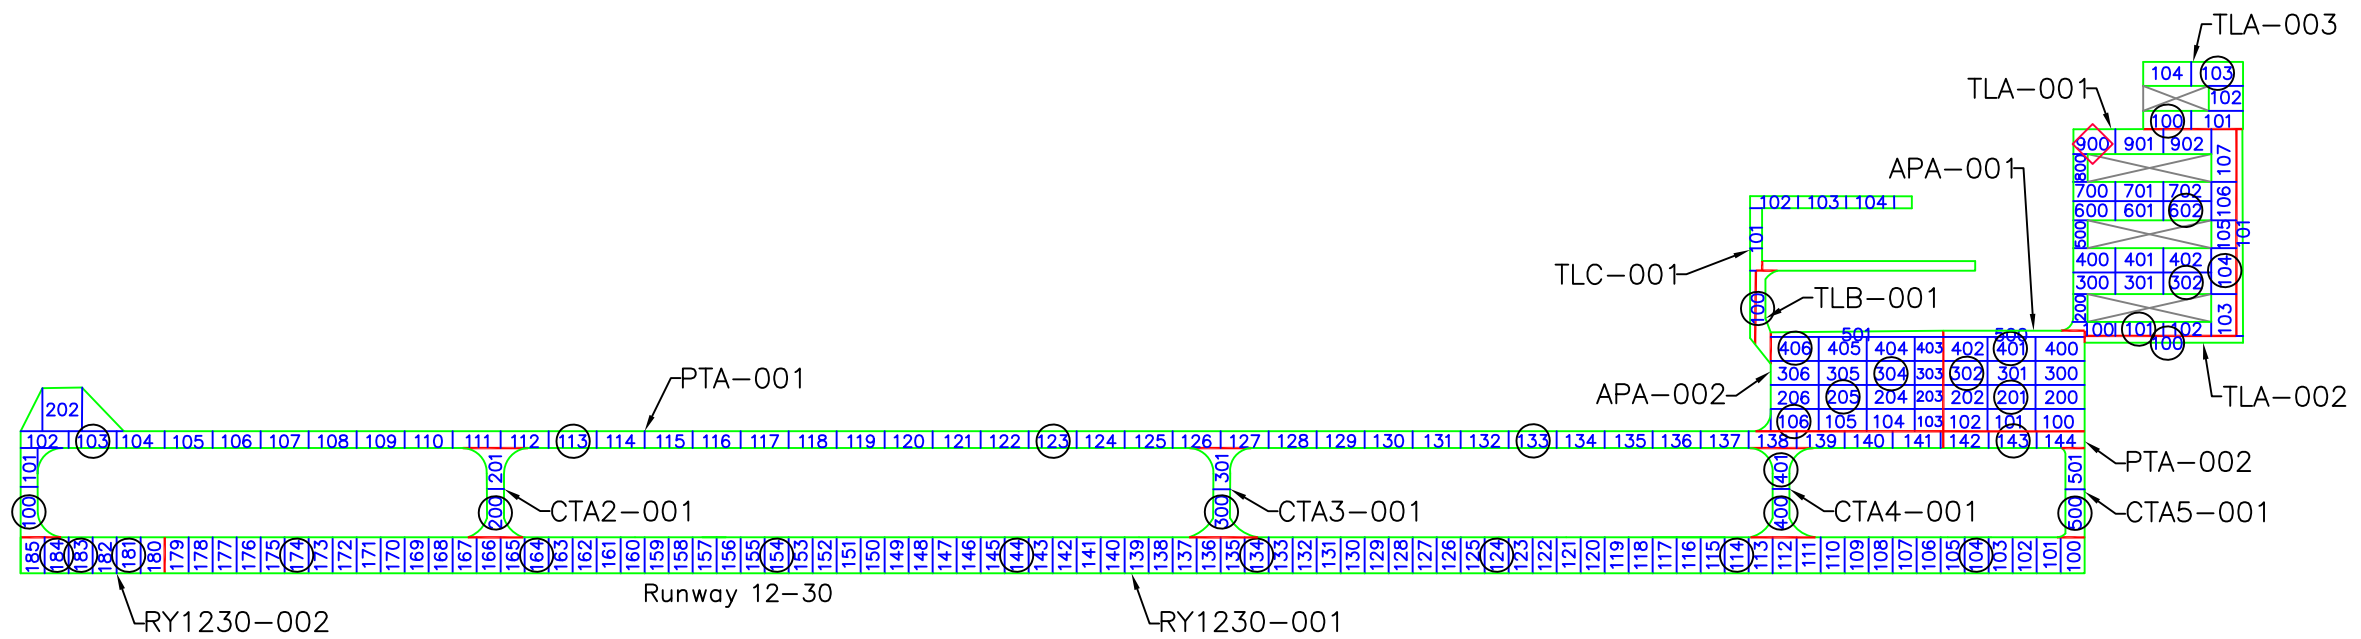 TLA-003
104 103
TLA-001
102
100 101
900 901 902 107
APA-001
800
700 701 702 106
102 103 104
600 601 602
101
500 105 101
400 401 402 104
TLC-001
300 301 302
TLB-001
100
200 103
100 101 102
501 500
100
406 405 404 403 402 401 400
306 305 304 303 302 301 300
PTA-001
APA-002
206 205 204 203 202 201 200
TLA-002
202
106 105 104 103 102 101 100
102 103 104 105 106 107 108 109 110 111 112 113 114 115 116 117 118 119 120 121 122 123 124 125 126 127 128 129 130 131 132 133 134 135 136 137 138 139 140 141 142 143 144
PTA-002
101 201 301 401 501
100 200 300 400 500
CTA2-001 CTA3-001 CTA4-001 CTA5-001
185 184 183 182 181 180 179 178 177 176 175 174 173 172 171 170 169 168 167 166 165 164 163 162 161 160 159 158 157 156 155 154 153 152 151 150 149 148 147 146 145 144 143 142 141 140 139 138 137 136 135 134 133 132 131 130 129 128 127 126 125 124 123 122 121 120 119 118 117 116 115 114 113 112 111 110 109 108 107 106 105 104 103 102 101 100
Runway 12-30
RY1230-002
RY1230-001